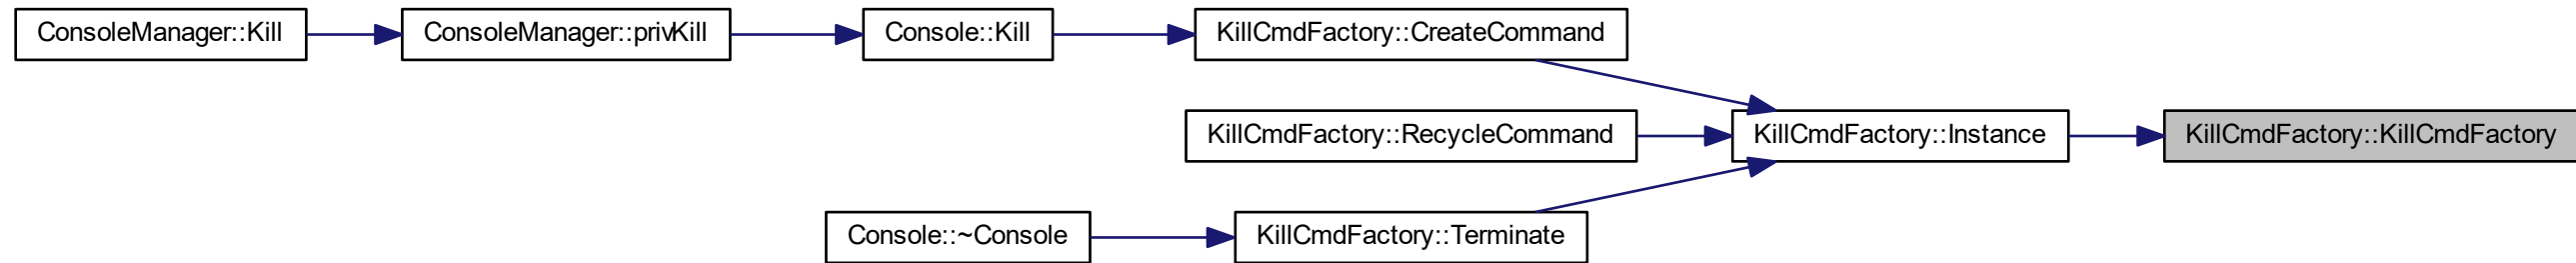 ConsoleManager::Kill
ConsoleManager::privKill
Console::Kill
KillCmdFactory::CreateCommand
KillCmdFactory::RecycleCommand
KillCmdFactory::Instance
KillCmdFactory::KillCmdFactory
Console::~Console
KillCmdFactory::Terminate